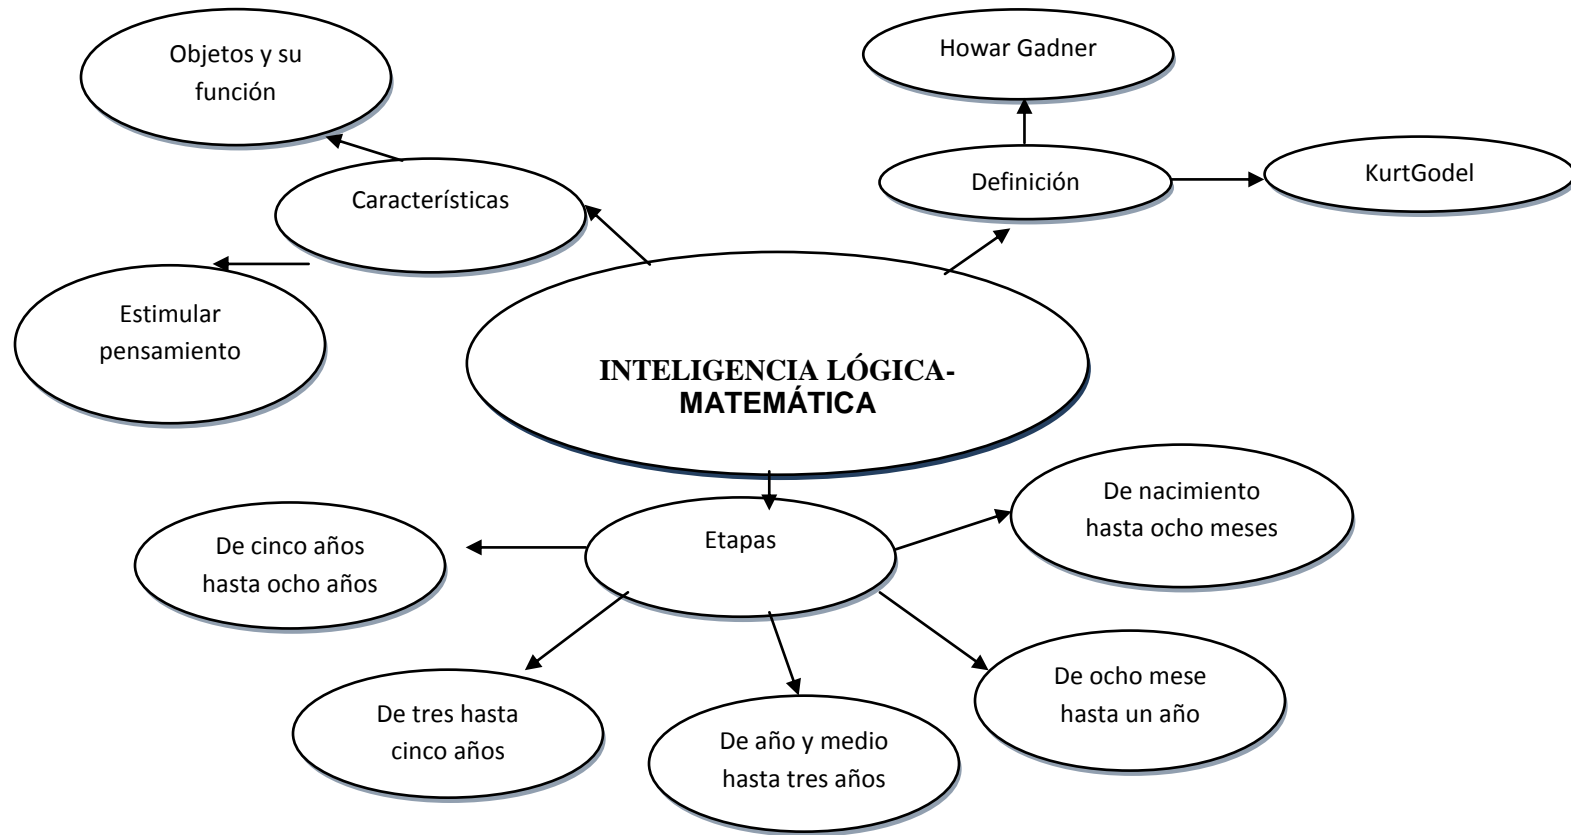 Objetos y su
función
Howar Gadner
Características
Definición
KurtGodel
Estimular
pensamiento
INTELIGENCIA LÓGICA-
MATEMÁTICA
De nacimiento
hasta ocho meses
De cinco años
hasta ocho años
Etapas
De ocho mese
hasta un año
De tres hasta
cinco años
De año y medio
hasta tres años